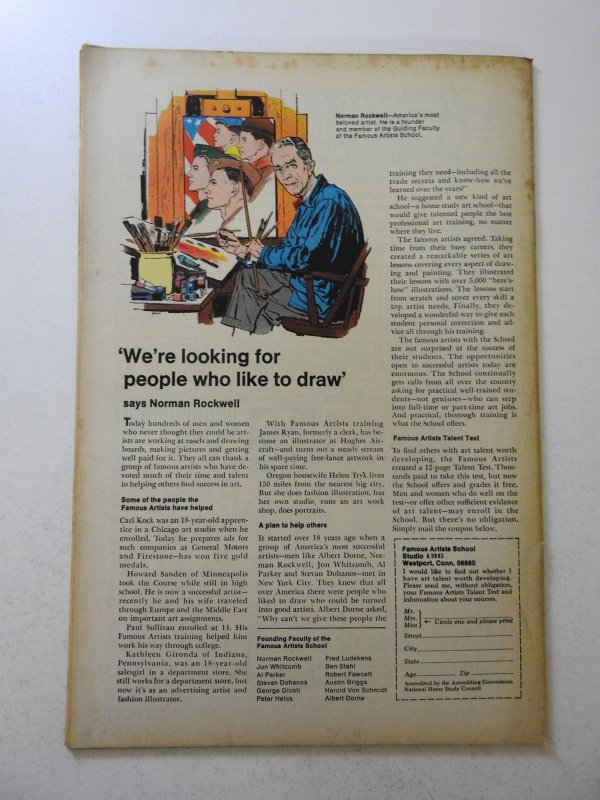 Norman Rockwell—America's most
beloved artist. He is a founder
and member of the Guiding Faculty
of the Famous Artists School.
'We're looking for
people who like to draw'
says Norman Rockwell
Today hundreds of men and women
who never thought they could be art-
ists are working at easels and drawing
boards, making pictures and getting
well paid for it. They all can thank a
group of famous artists who have de-
voted much of their time and talent
to helping others find success in art.
Some of the people the
Famous Artists have helped
Carl Kock was an 18-year-old appren-
tice in a Chicago art studio when he
enrolled. Today he prepares ads for
such companies as General Motors
and Firestone—has won five gold
medals.
Howard Sanden of Minneapolis
took the Course while still in high
school. He is now a successful artist—
recently he and his wife traveled
through Europe and the Middle East
on important art assignments.
Paul Sullivan enrolled at 14. His
Famous Artists training helped him
work his way through college.
Kathleen Gironda of Indiana,
Pennsylvania, was an 18-year-old
salesgirl in a department store. She
still works for a department store, but
now it's as an advertising artist and
fashion illustrator.
With Famous Artists training
James Ryan, formerly a clerk, has be-
come an illustrator at Hughes Air-
craft—and turns out a steady stream
of well-paying free-lance artwork in
his spare time.
Oregon housewife Helen Tryk lives
150 miles from the nearest big city.
But she does fashion illustration, has
her own studio, runs an art work
shop, does portraits.
A plan to help others
It started over 18 years ago when a
group of America's most successful
artists—men like Albert Dorne, Nor-
man Rockwell, Jon Whitcomb, Al
Parker and Stevan Dohanos—met in
New York City. They knew that all
over America there were people who
liked to draw who could be turned
into good artists. Albert Dorne asked,
"Why can't we give these people the
Founding Faculty of the
Famous Artists School
Norman Rockwell Fred Ludekens
Jon Whitcomb Ben Stahl
Al Parker Robert Fawcett
Stevan Dohanos Austin Briggs
George Giusti Harold Von Schmidt
Peter Helck Albert Dorne
training they need—including all the
trade secrets and know-how we've
learned over the years?"
He suggested a new kind of art
school—a home study art school—that
would give talented people the best
professional art training, no matter
where they live.
The famous artists agreed. Taking
time from their busy careers, they
created a remarkable series of art
lessons covering every aspect of draw-
ing and painting. They illustrated
their lessons with over 5,000 "here's-
how" illustrations. The lessons start
from scratch and cover every skill a
top artist needs. Finally, they de-
veloped a wonderful way to give each
student personal correction and ad-
vice all through his training.
The famous artists with the School
are not surprised at the success of
their students. The opportunities
open to successful artists today are
enormous. The School continually
gets calls from all over the country
asking for practical well-trained stu-
dents—not geniuses—who can step
into full-time or part-time art jobs.
And practical, thorough training is
what the School offers.
Famous Artists Talent Test
To find others with art talent worth
developing, the Famous Artists
created a 12-page Talent Test. Thou-
sands paid to take this test, but now
the School offers and grades it free.
Men and women who do well on the
test—or offer other sufficient evidence
of art talent—may enroll in the
School. But there's no obligation.
Simply mail the coupon below.
Famous Artists School
Studio A5963
Westport, Conn. 06880
I would like to find out whether I
have art talent worth developing.
Please send me, without obligation,
your Famous Artists Talent Test and
information about your courses.
Mr.
Mrs. ← Circle one and please print
Miss
Street
City
State
Age Zip
Accredited by the Accrediting Commission
National Home Study Council